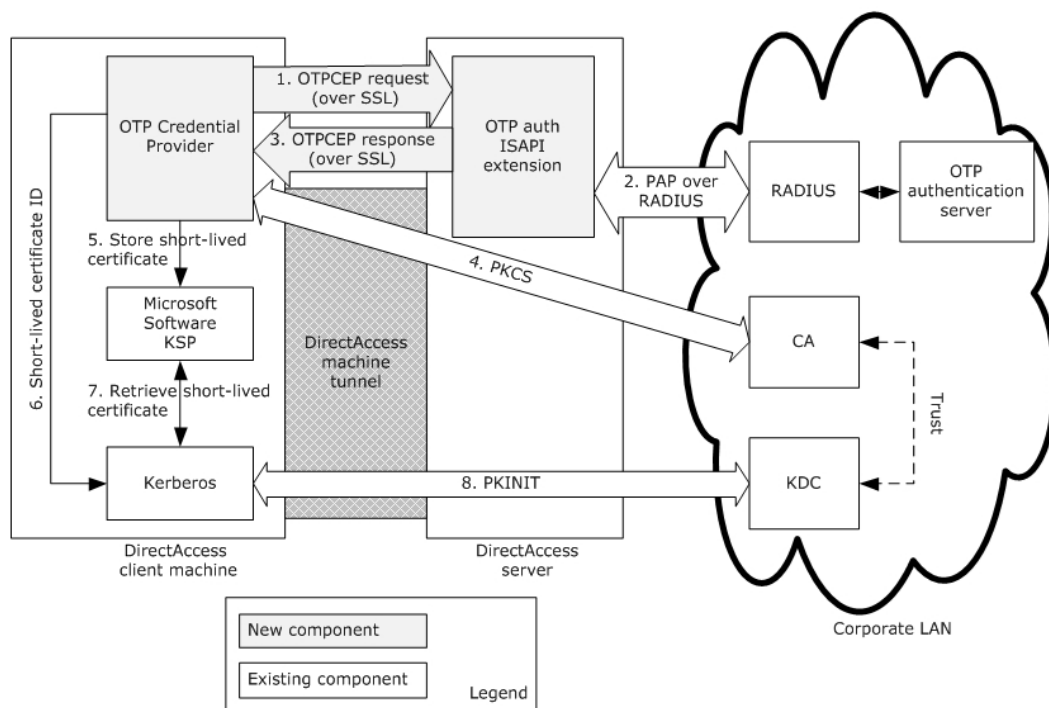 OTP Credential
Provider
1. OTPCEP request
(over SSL)
3. OTPCEP response
(over SSL)
OTP auth
ISAPI
extension
2. PAP over
RADIUS
RADIUS
OTP
authentication
server
4. PKCS
5. Store short-lived
certificate
6. Short-lived certificate ID
Microsoft
Software
KSP
DirectAccess
machine
tunnel
CA
7. Retrieve short-lived
certificate
Trust
Kerberos
8. PKINIT
KDC
DirectAccess
client machine
DirectAccess
server
Corporate LAN
New component
Existing component
Legend